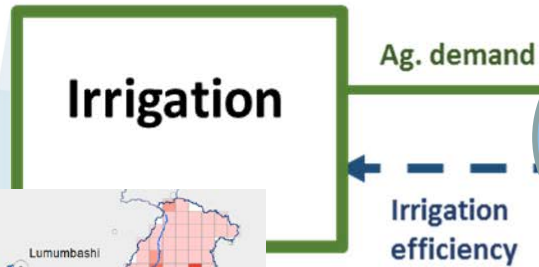 Irrigation
Ag. demand
Irrigation
efficiency
Lumumbashi